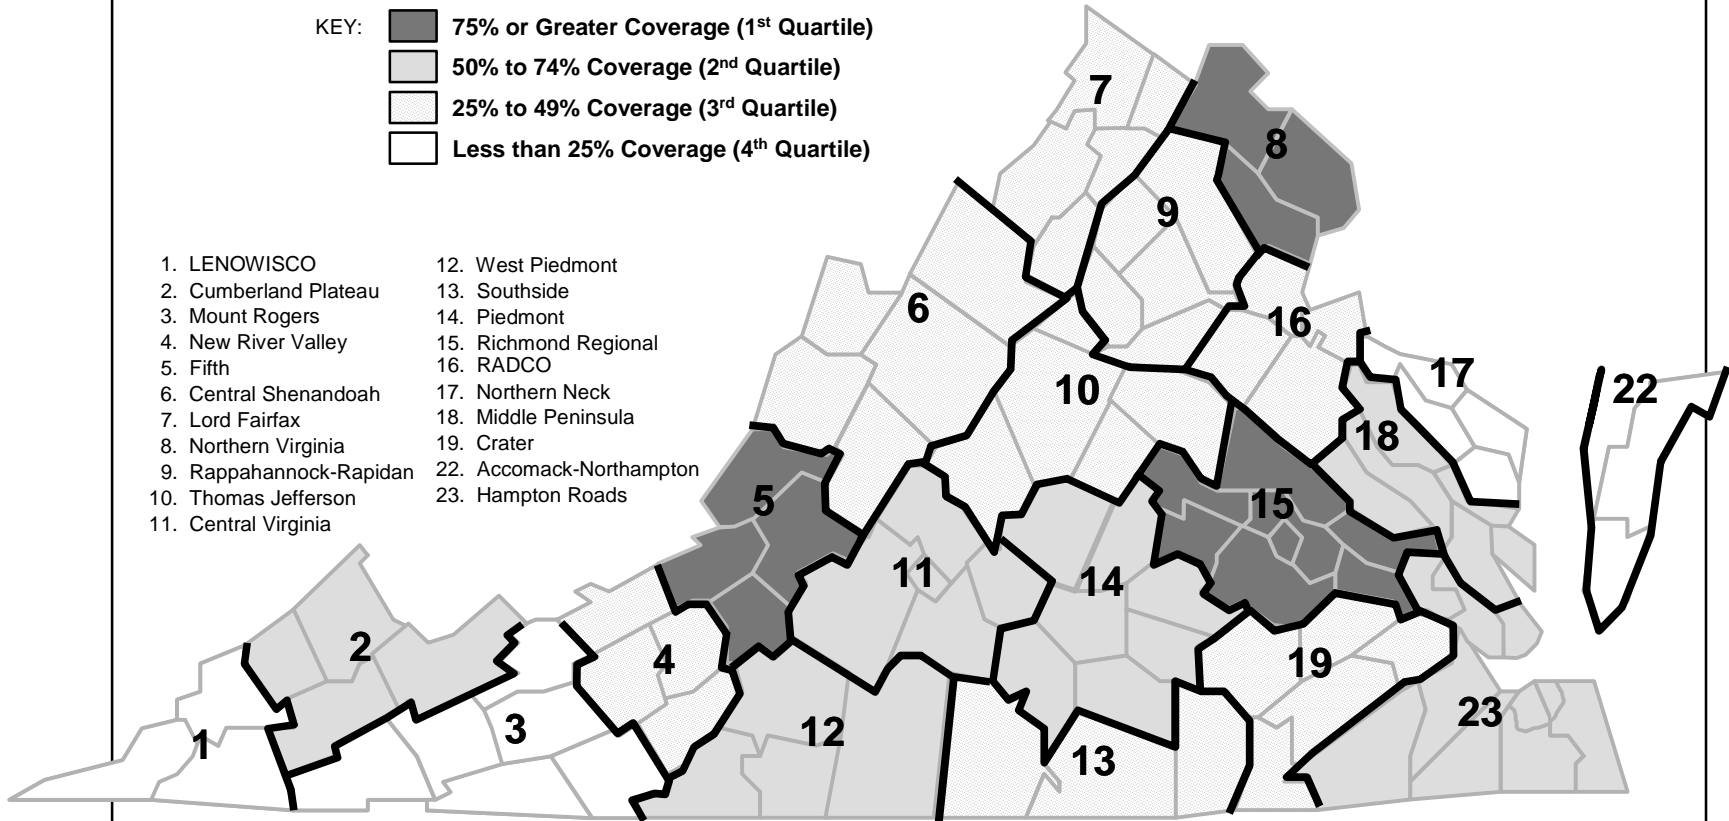 KEY:
75% or Greater Coverage (1st Quartile)
50% to 74% Coverage (2nd Quartile)
25% to 49% Coverage (3rd Quartile)
Less than 25% Coverage (4th Quartile)
1. LENOWISCO
2. Cumberland Plateau
3. Mount Rogers
4. New River Valley
5. Fifth
6. Central Shenandoah
7. Lord Fairfax
8. Northern Virginia
9. Rappahannock-Rapidan
10. Thomas Jefferson
11. Central Virginia
12. West Piedmont
13. Southside
14. Piedmont
15. Richmond Regional
16. RADCO
17. Northern Neck
18. Middle Peninsula
19. Crater
22. Accomack-Northampton
23. Hampton Roads
7
8
9
6
16
10
17
22
18
5
15
11
14
2
4
19
1
3
12
13
23